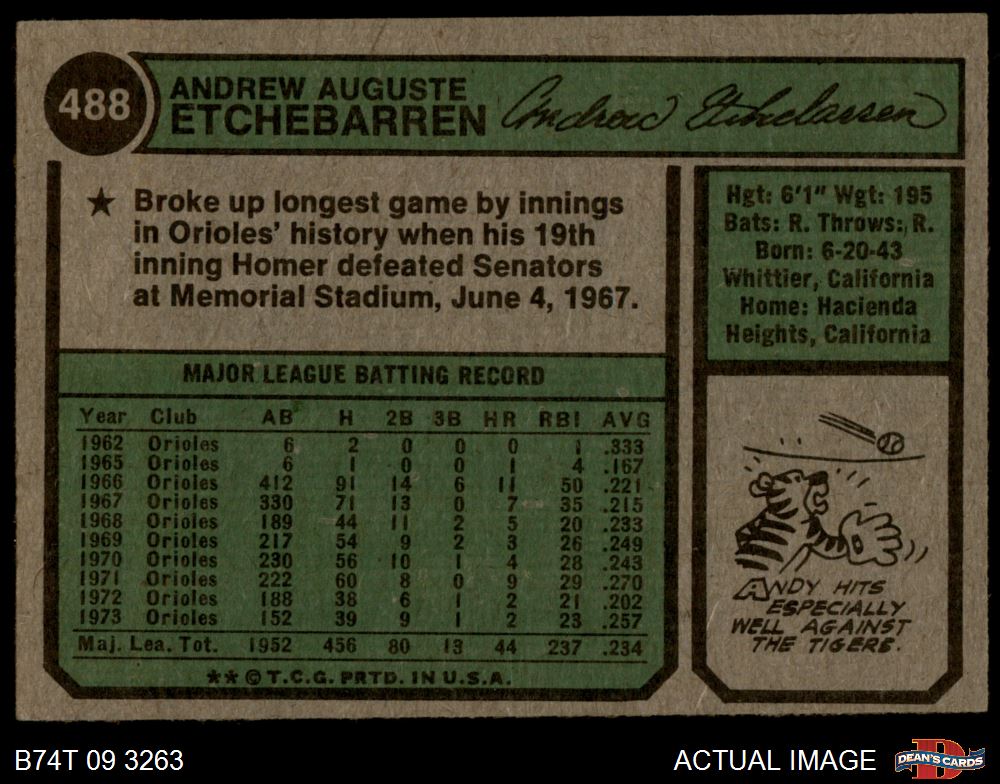 488
ANDREW AUGUSTE
ETCHEBARREN
Andrew Etchebarren
★ Broke up longest game by innings
in Orioles' history when his 19th
inning Homer defeated Senators
at Memorial Stadium, June 4, 1967.
Hgt: 6'1" Wgt: 195
Bats: R. Throws: R.
Born: 6-20-43
Whittier, California
Home: Hacienda
Heights, California
MAJOR LEAGUE BATTING RECORD
Year Club AB H 2B 3B HR RBI AVG
1962 Orioles 6 2 0 0 0 1 .333
1965 Orioles 6 1 0 0 1 4 .167
1966 Orioles 412 91 14 6 11 50 .221
1967 Orioles 330 71 13 0 7 35 .215
1968 Orioles 189 44 11 2 5 20 .233
1969 Orioles 217 54 9 2 3 26 .249
1970 Orioles 230 56 10 1 4 28 .243
1971 Orioles 222 60 8 0 9 29 .270
1972 Orioles 188 38 6 1 2 21 .202
1973 Orioles 152 39 9 1 2 23 .257
Maj. Lea. Tot. 1952 456 80 13 44 237 .234
**©T.C.G. PRTD. IN U.S.A.
ANDY HITS
ESPECIALLY
WELL AGAINST
THE TIGERS.
B74T 09 3263
ACTUAL IMAGE
D
DEAN'S CARDS